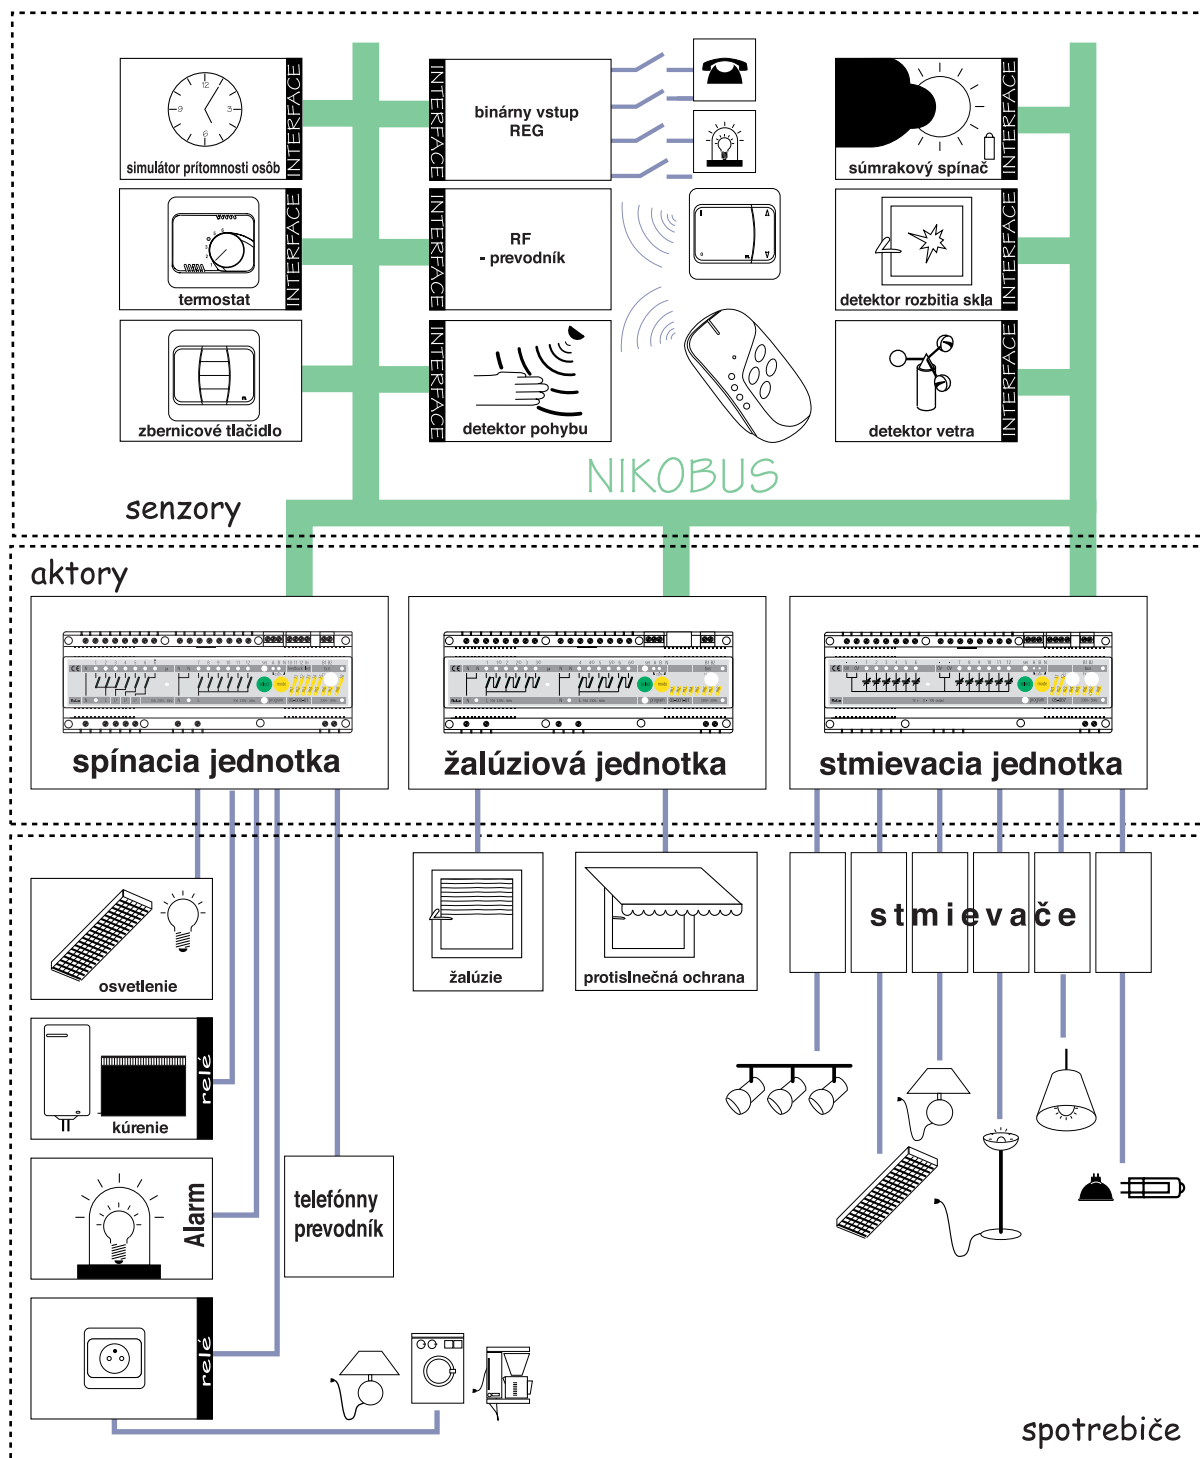 INTERFACE
simulátor prítomnosti osôb
INTERFACE
binárny vstup
REG
súmrakový spínač
INTERFACE
termostat
INTERFACE
INTERFACE
RF
- prevodník
detektor rozbitia skla
INTERFACE
zbernicové tlačidlo
INTERFACE
detektor pohybu
detektor vetra
INTERFACE
NIKOBUS
senzory
aktory
spínacia jednotka
žalúziová jednotka
stmievacia jednotka
osvetlenie
žalúzie
protislnečná ochrana
stmievače
kúrenie
relé
Alarm
telefónny
prevodník
relé
spotrebiče